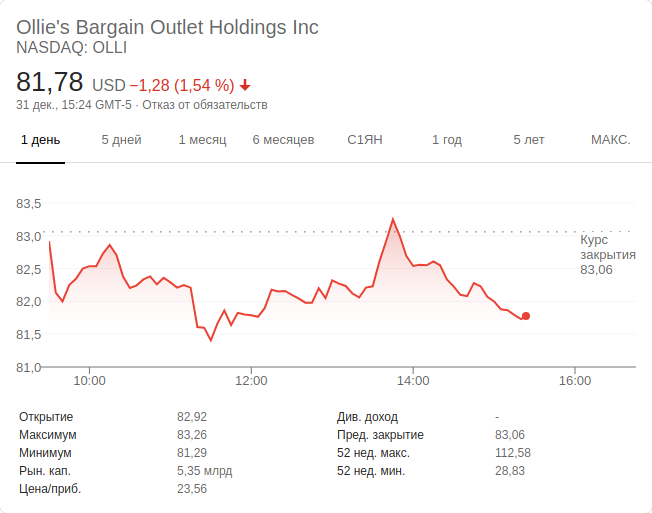 Ollie's Bargain Outlet Holdings Inc
NASDAQ: OLLI
81,78 USD −1,28 (1,54 %)
31 дек., 15:24 GMT-5 · Отказ от обязательств
1 день 5 дней 1 месяц 6 месяцев С1ЯН 1 год 5 лет МАКС.
83,5
83,0
82,5
82,0
81,5
81,0
Курс
закрытия
83,06
10:00 12:00 14:00 16:00
Открытие 82,92 Див. доход -
Максимум 83,26 Пред. закрытие 83,06
Минимум 81,29 52 нед. макс. 112,58
Рын. кап. 5,35 млрд 52 нед. мин. 28,83
Цена/приб. 23,56